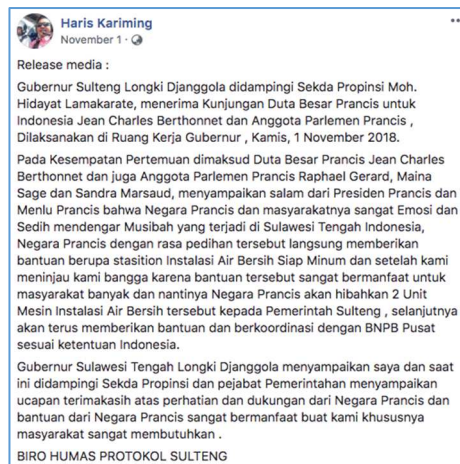 Haris Kariming
November 1 ·
Release media :
Gubernur Sulteng Longki Djanggola didampingi Sekda Propinsi Moh.
Hidayat Lamakarate, menerima Kunjungan Duta Besar Prancis untuk
Indonesia Jean Charles Berthonnet dan Anggota Parlemen Prancis ,
Dilaksanakan di Ruang Kerja Gubernur , Kamis, 1 November 2018.
Pada Kesempatan Pertemuan dimaksud Duta Besar Prancis Jean Charles
Berthonnet dan juga Anggota Parlemen Prancis Raphael Gerard, Maina
Sage dan Sandra Marsaud, menyampaikan salam dari Presiden Prancis dan
Menlu Prancis bahwa Negara Prancis dan masyarakatnya sangat Emosi dan
Sedih mendengar Musibah yang terjadi di Sulawesi Tengah Indonesia,
Negara Prancis dengan rasa pedihan tersebut langsung memberikan
bantuan berupa stasition Instalasi Air Bersih Siap Minum dan setelah kami
meninjau kami bangga karena bantuan tersebut sangat bermanfaat untuk
masyarakat banyak dan nantinya Negara Prancis akan hibahkan 2 Unit
Mesin Instalasi Air Bersih tersebut kepada Pemerintah Sulteng , selanjutnya
akan terus memberikan bantuan dan berkoordinasi dengan BNPB Pusat
sesuai ketentuan Indonesia.
Gubernur Sulawesi Tengah Longki Djanggola menyampaikan saya dan saat
ini didampingi Sekda Propinsi dan pejabat Pemerintahan menyampaikan
ucapan terimakasih atas perhatian dan dukungan dari Negara Prancis dan
bantuan dari Negara Prancis sangat bermanfaat buat kami khususnya
masyarakat sangat membutuhkan .
BIRO HUMAS PROTOKOL SULTENG